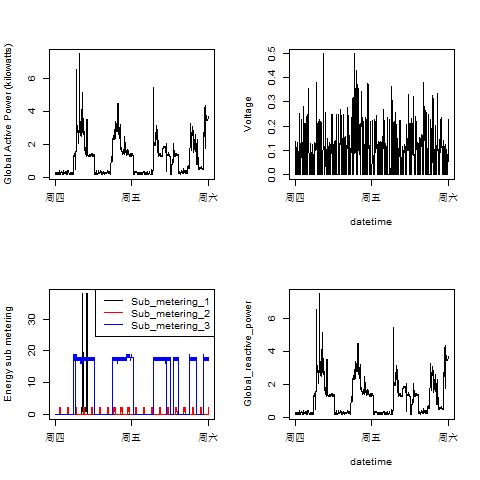 Global Active Power (kilowatts)
0 2 4 6
周四 周五 周六
Voltage
0.0 0.1 0.2 0.3 0.4 0.5
周四 周五 周六
datetime
Energy sub metering
0 10 20 30
Sub_metering_1
Sub_metering_2
Sub_metering_3
周四 周五 周六
Global_reactive_power
0 2 4 6
周四 周五 周六
datetime